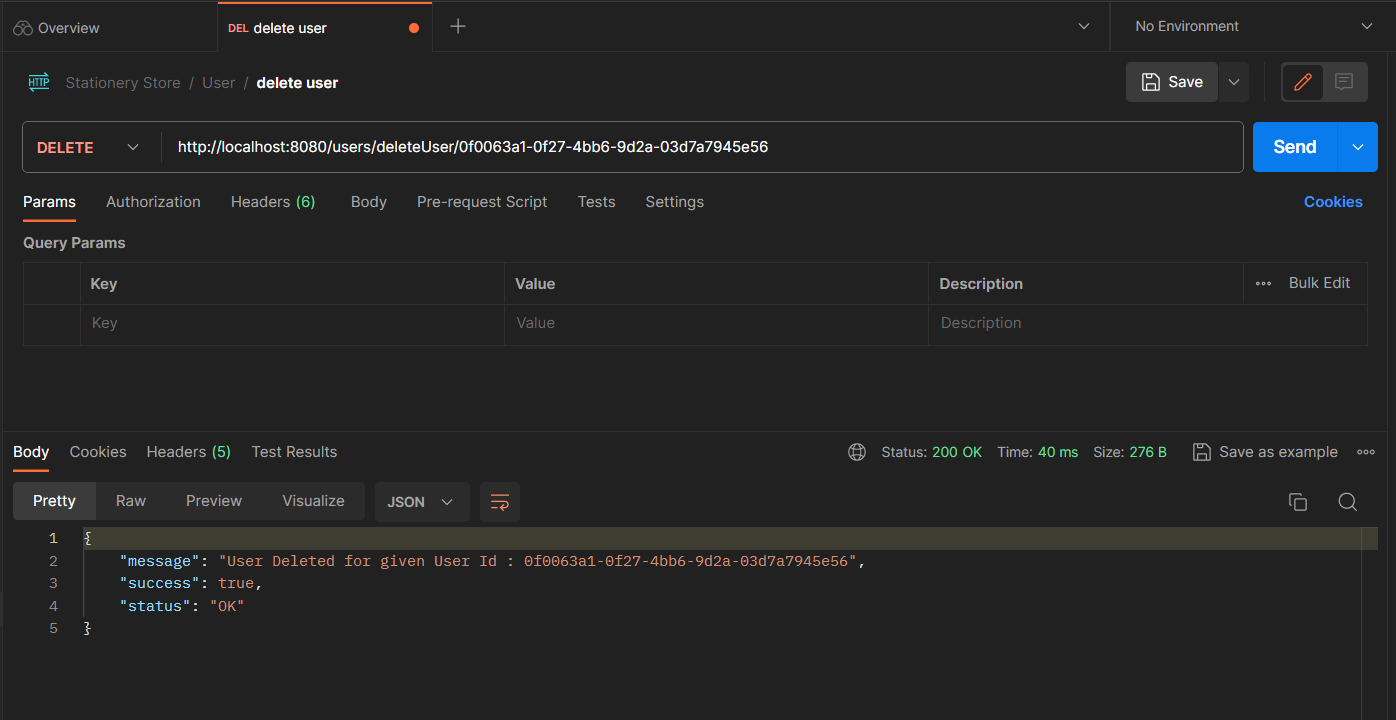 Overview DEL delete user No Environment
HTTP Stationery Store / User / delete user Save
DELETE http://localhost:8080/users/deleteUser/0f0063a1-0f27-4bb6-9d2a-03d7a7945e56 Send
Params Authorization Headers (6) Body Pre-request Script Tests Settings Cookies
Query Params
Key Value Description Bulk Edit
Key Value Description
Body Cookies Headers (5) Test Results Status: 200 OK Time: 40 ms Size: 276 B Save as example
Pretty Raw Preview Visualize JSON
1 {
2 "message": "User Deleted for given User Id : 0f0063a1-0f27-4bb6-9d2a-03d7a7945e56",
3 "success": true,
4 "status": "OK"
5 }